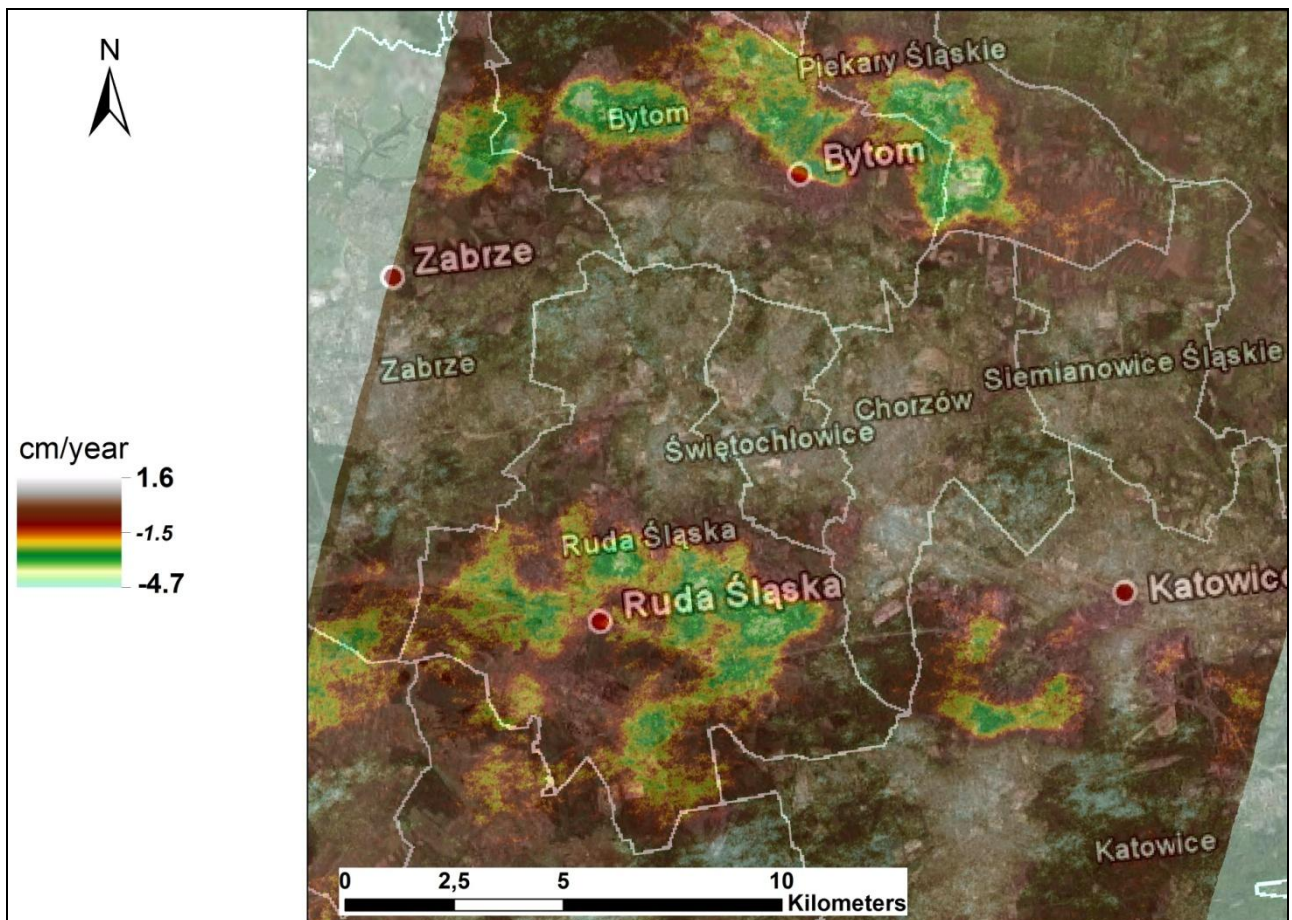 N
Piekary Śląskie
Bytom
Bytom
Zabrze
Zabrze
Siemianowice Śląskie
Chorzów
Świętochłowice
cm/year
1.6
-1.5
-4.7
Ruda Śląska
Ruda Śląska
Katowice
Katowice
0 2,5 5 10
Kilometers